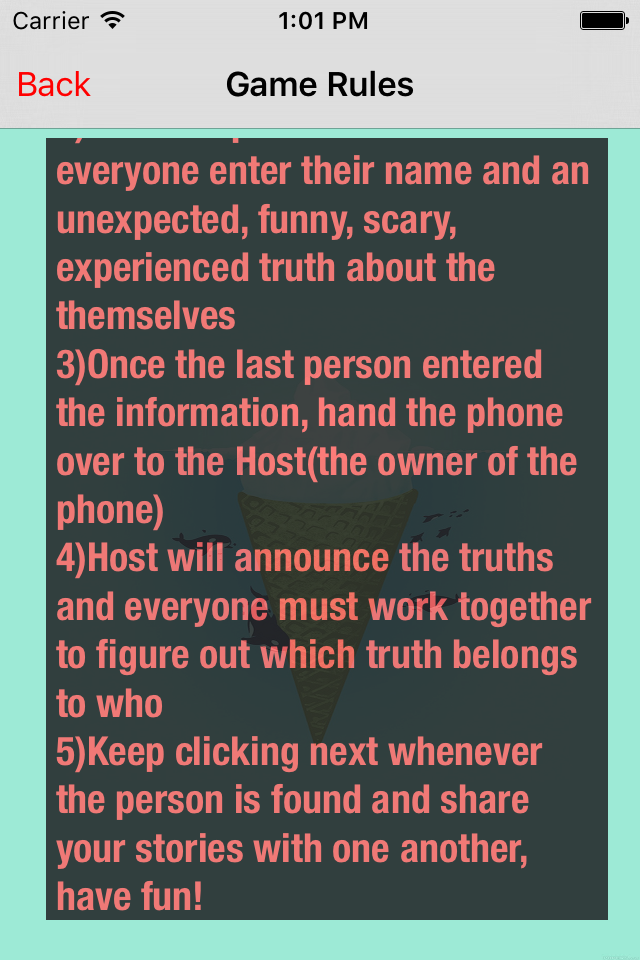 Carrier 1:01 PM
Back Game Rules
everyone enter their name and an
unexpected, funny, scary,
experienced truth about the
themselves
3)Once the last person entered
the information, hand the phone
over to the Host(the owner of the
phone)
4)Host will announce the truths
and everyone must work together
to figure out which truth belongs
to who
5)Keep clicking next whenever
the person is found and share
your stories with one another,
have fun!